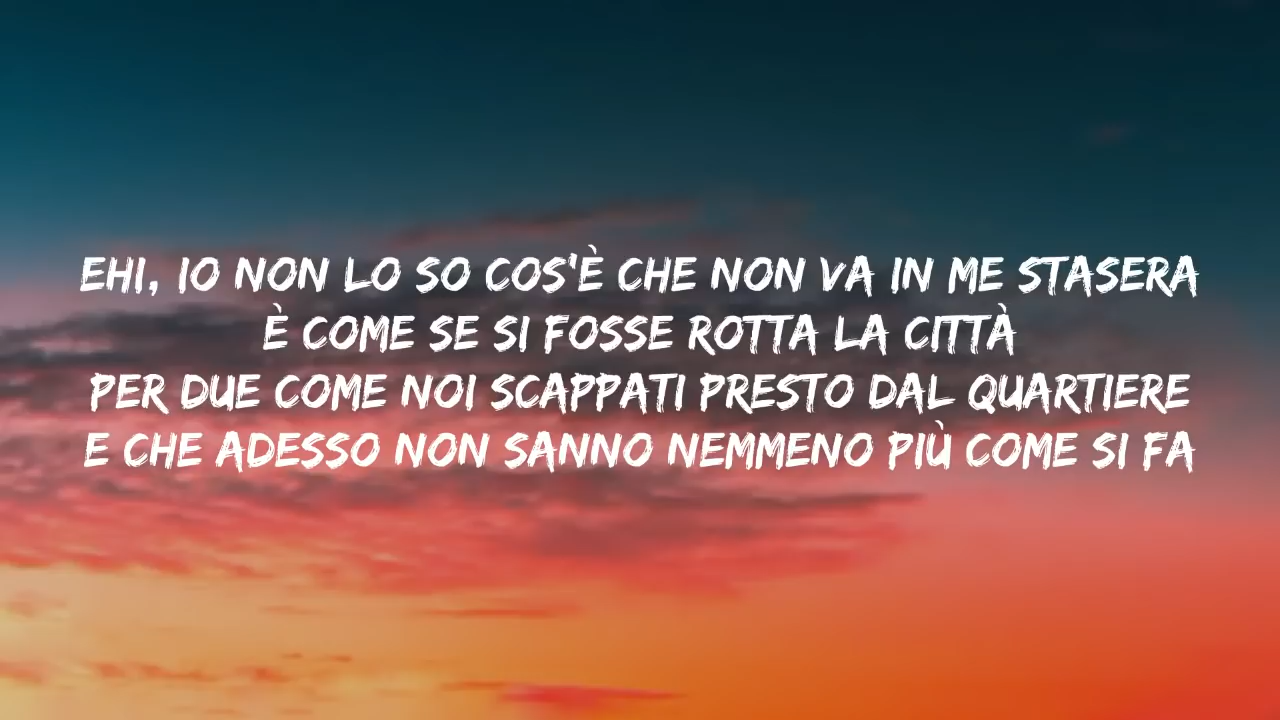 EHI, IO NON LO SO COS'È CHE NON VA IN ME STASERA
È COME SE SI FOSSE ROTTA LA CITTÀ
PER DUE COME NOI SCAPPATI PRESTO DAL QUARTIERE
E CHE ADESSO NON SANNO NEMMENO PIÙ COME SI FA